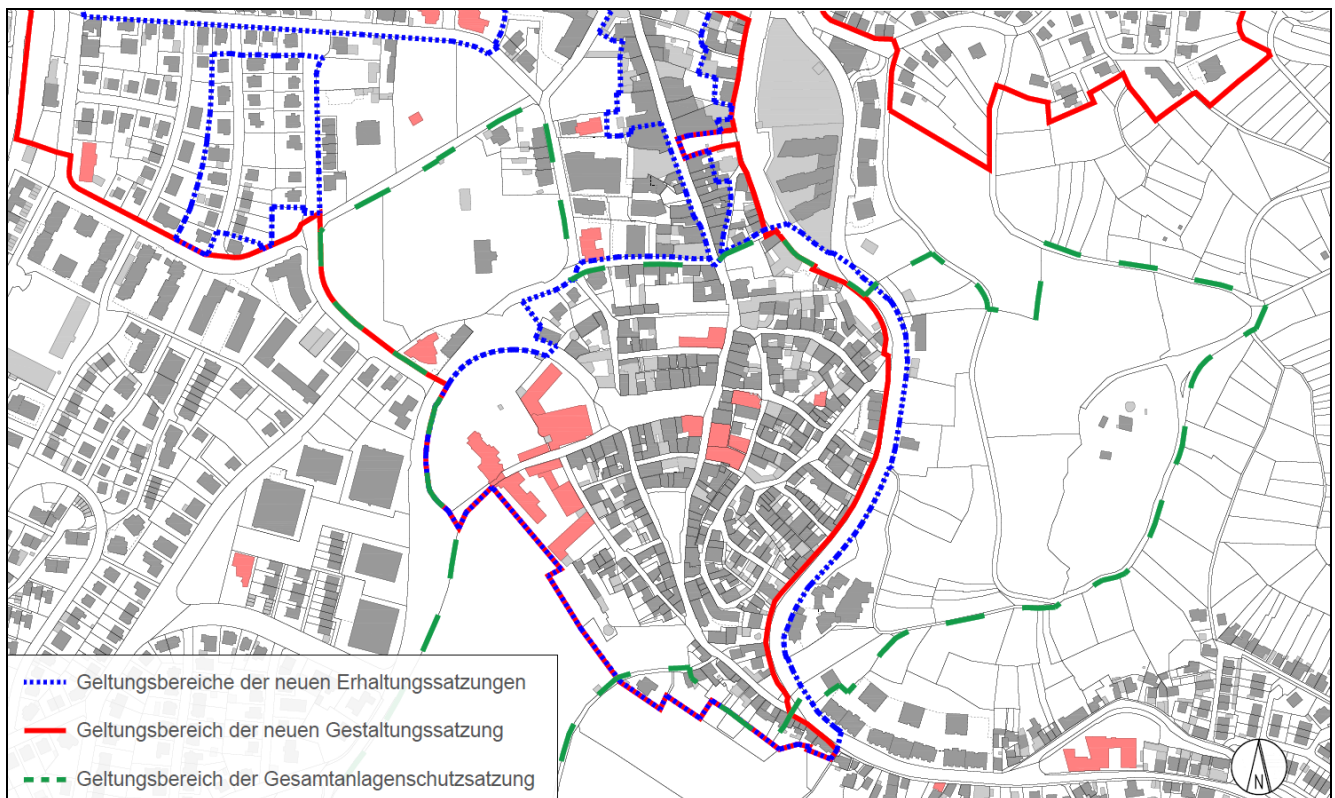 Geltungsbereiche der neuen Erhaltungssatzungen
Geltungsbereich der neuen Gestaltungssatzung
Geltungsbereich der Gesamtanlagenschutzsatzung
N